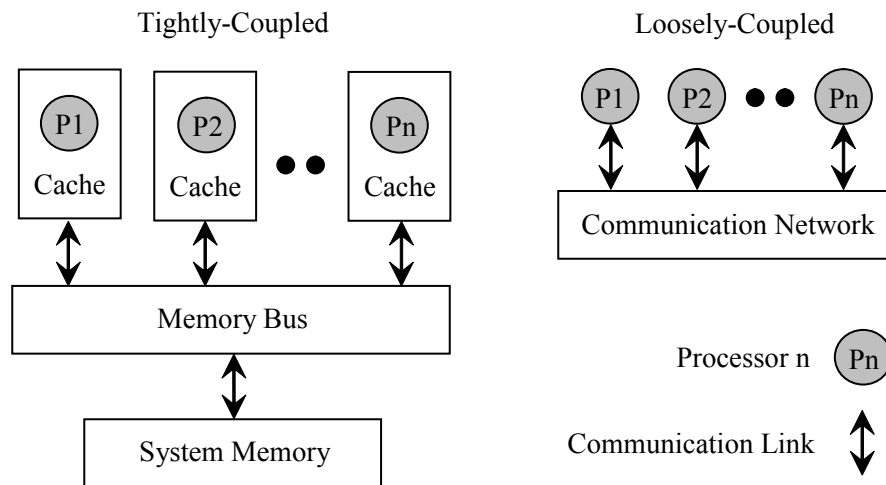 Tightly-Coupled
P1 P2 Pn
Cache Cache Cache
Memory Bus
System Memory
Loosely-Coupled
P1 P2 Pn
Communication Network
Processor n Pn
Communication Link